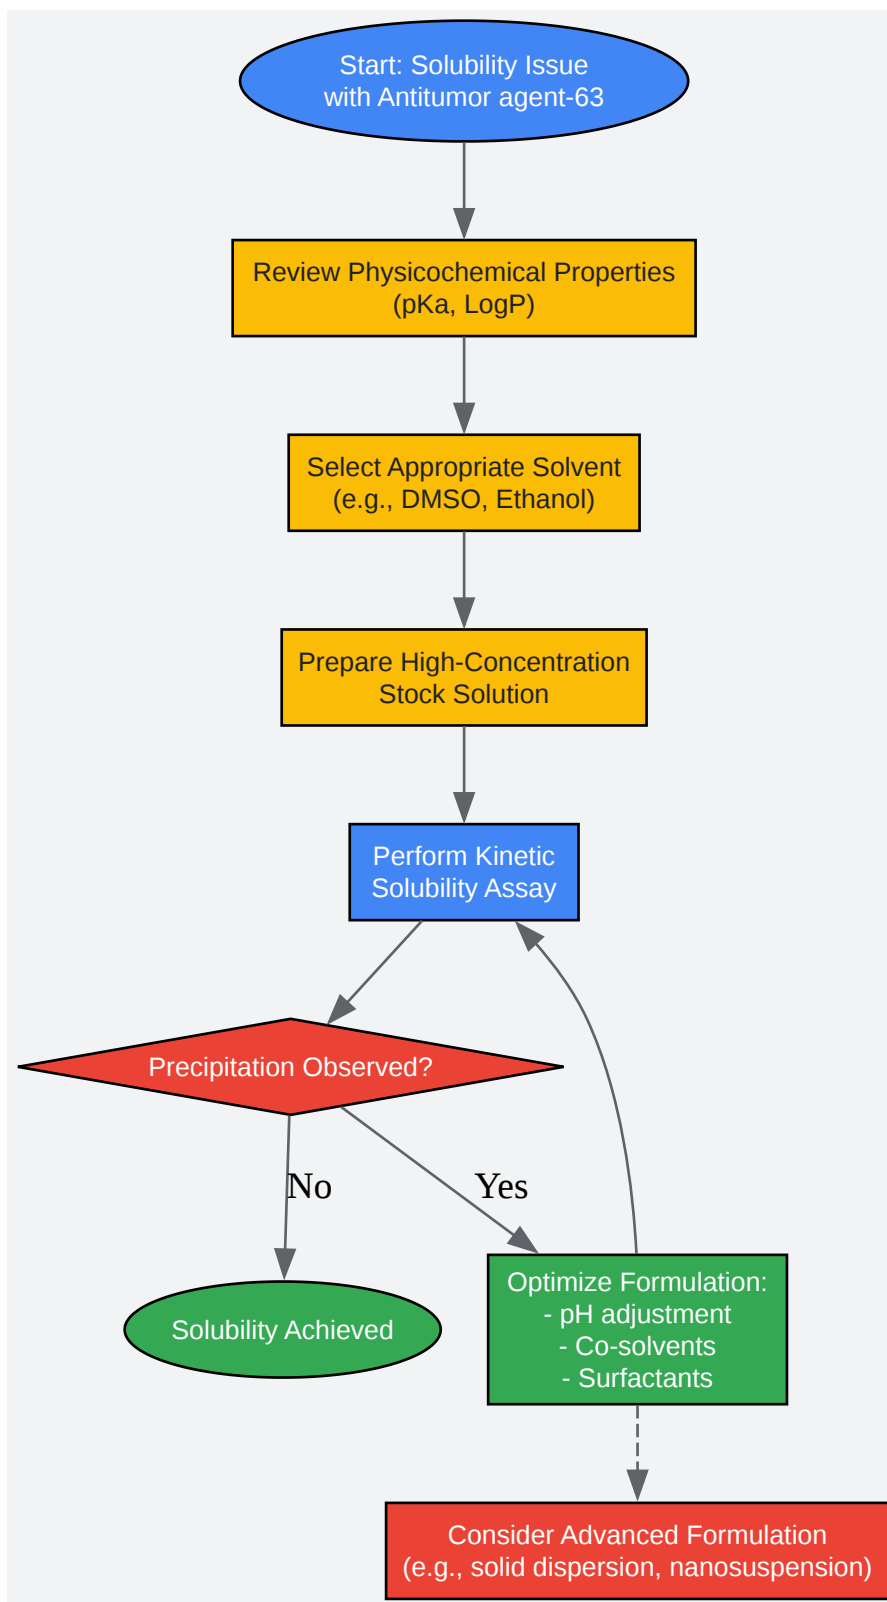 Start: Solubility Issue
with Antitumor agent-63
Review Physicochemical Properties
(pKa, LogP)
Select Appropriate Solvent
(e.g., DMSO, Ethanol)
Prepare High-Concentration
Stock Solution
Perform Kinetic
Solubility Assay
Precipitation Observed?
No
Yes
Solubility Achieved
Optimize Formulation:
- pH adjustment
- Co-solvents
- Surfactants
Consider Advanced Formulation
(e.g., solid dispersion, nanosuspension)